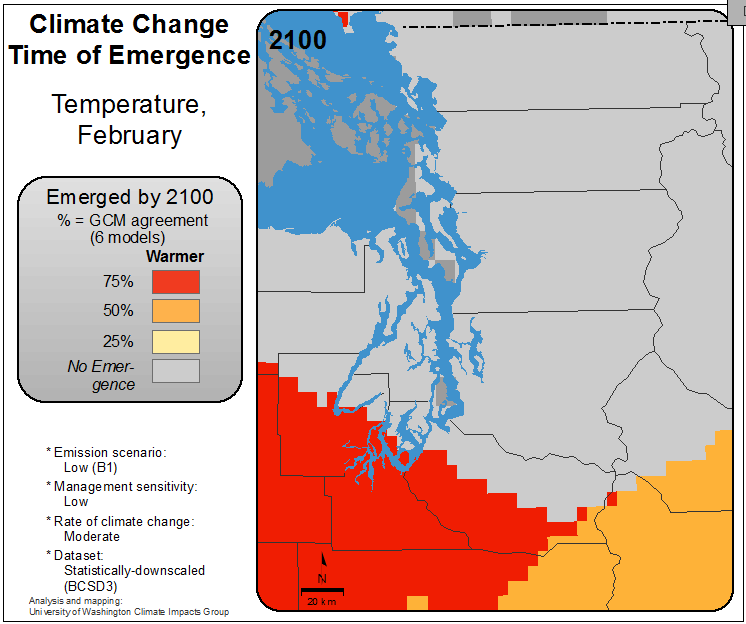 Climate Change
Time of Emergence
Temperature,
February
Emerged by 2100
% = GCM agreement
(6 models)
Warmer
75%
50%
25%
No Emer-
gence
* Emission scenario:
Low (B1)
* Management sensitivity:
Low
* Rate of climate change:
Moderate
* Dataset:
Statistically-downscaled
(BCSD3)
Analysis and mapping:
University of Washington Climate Impacts Group
2100
N
20 km